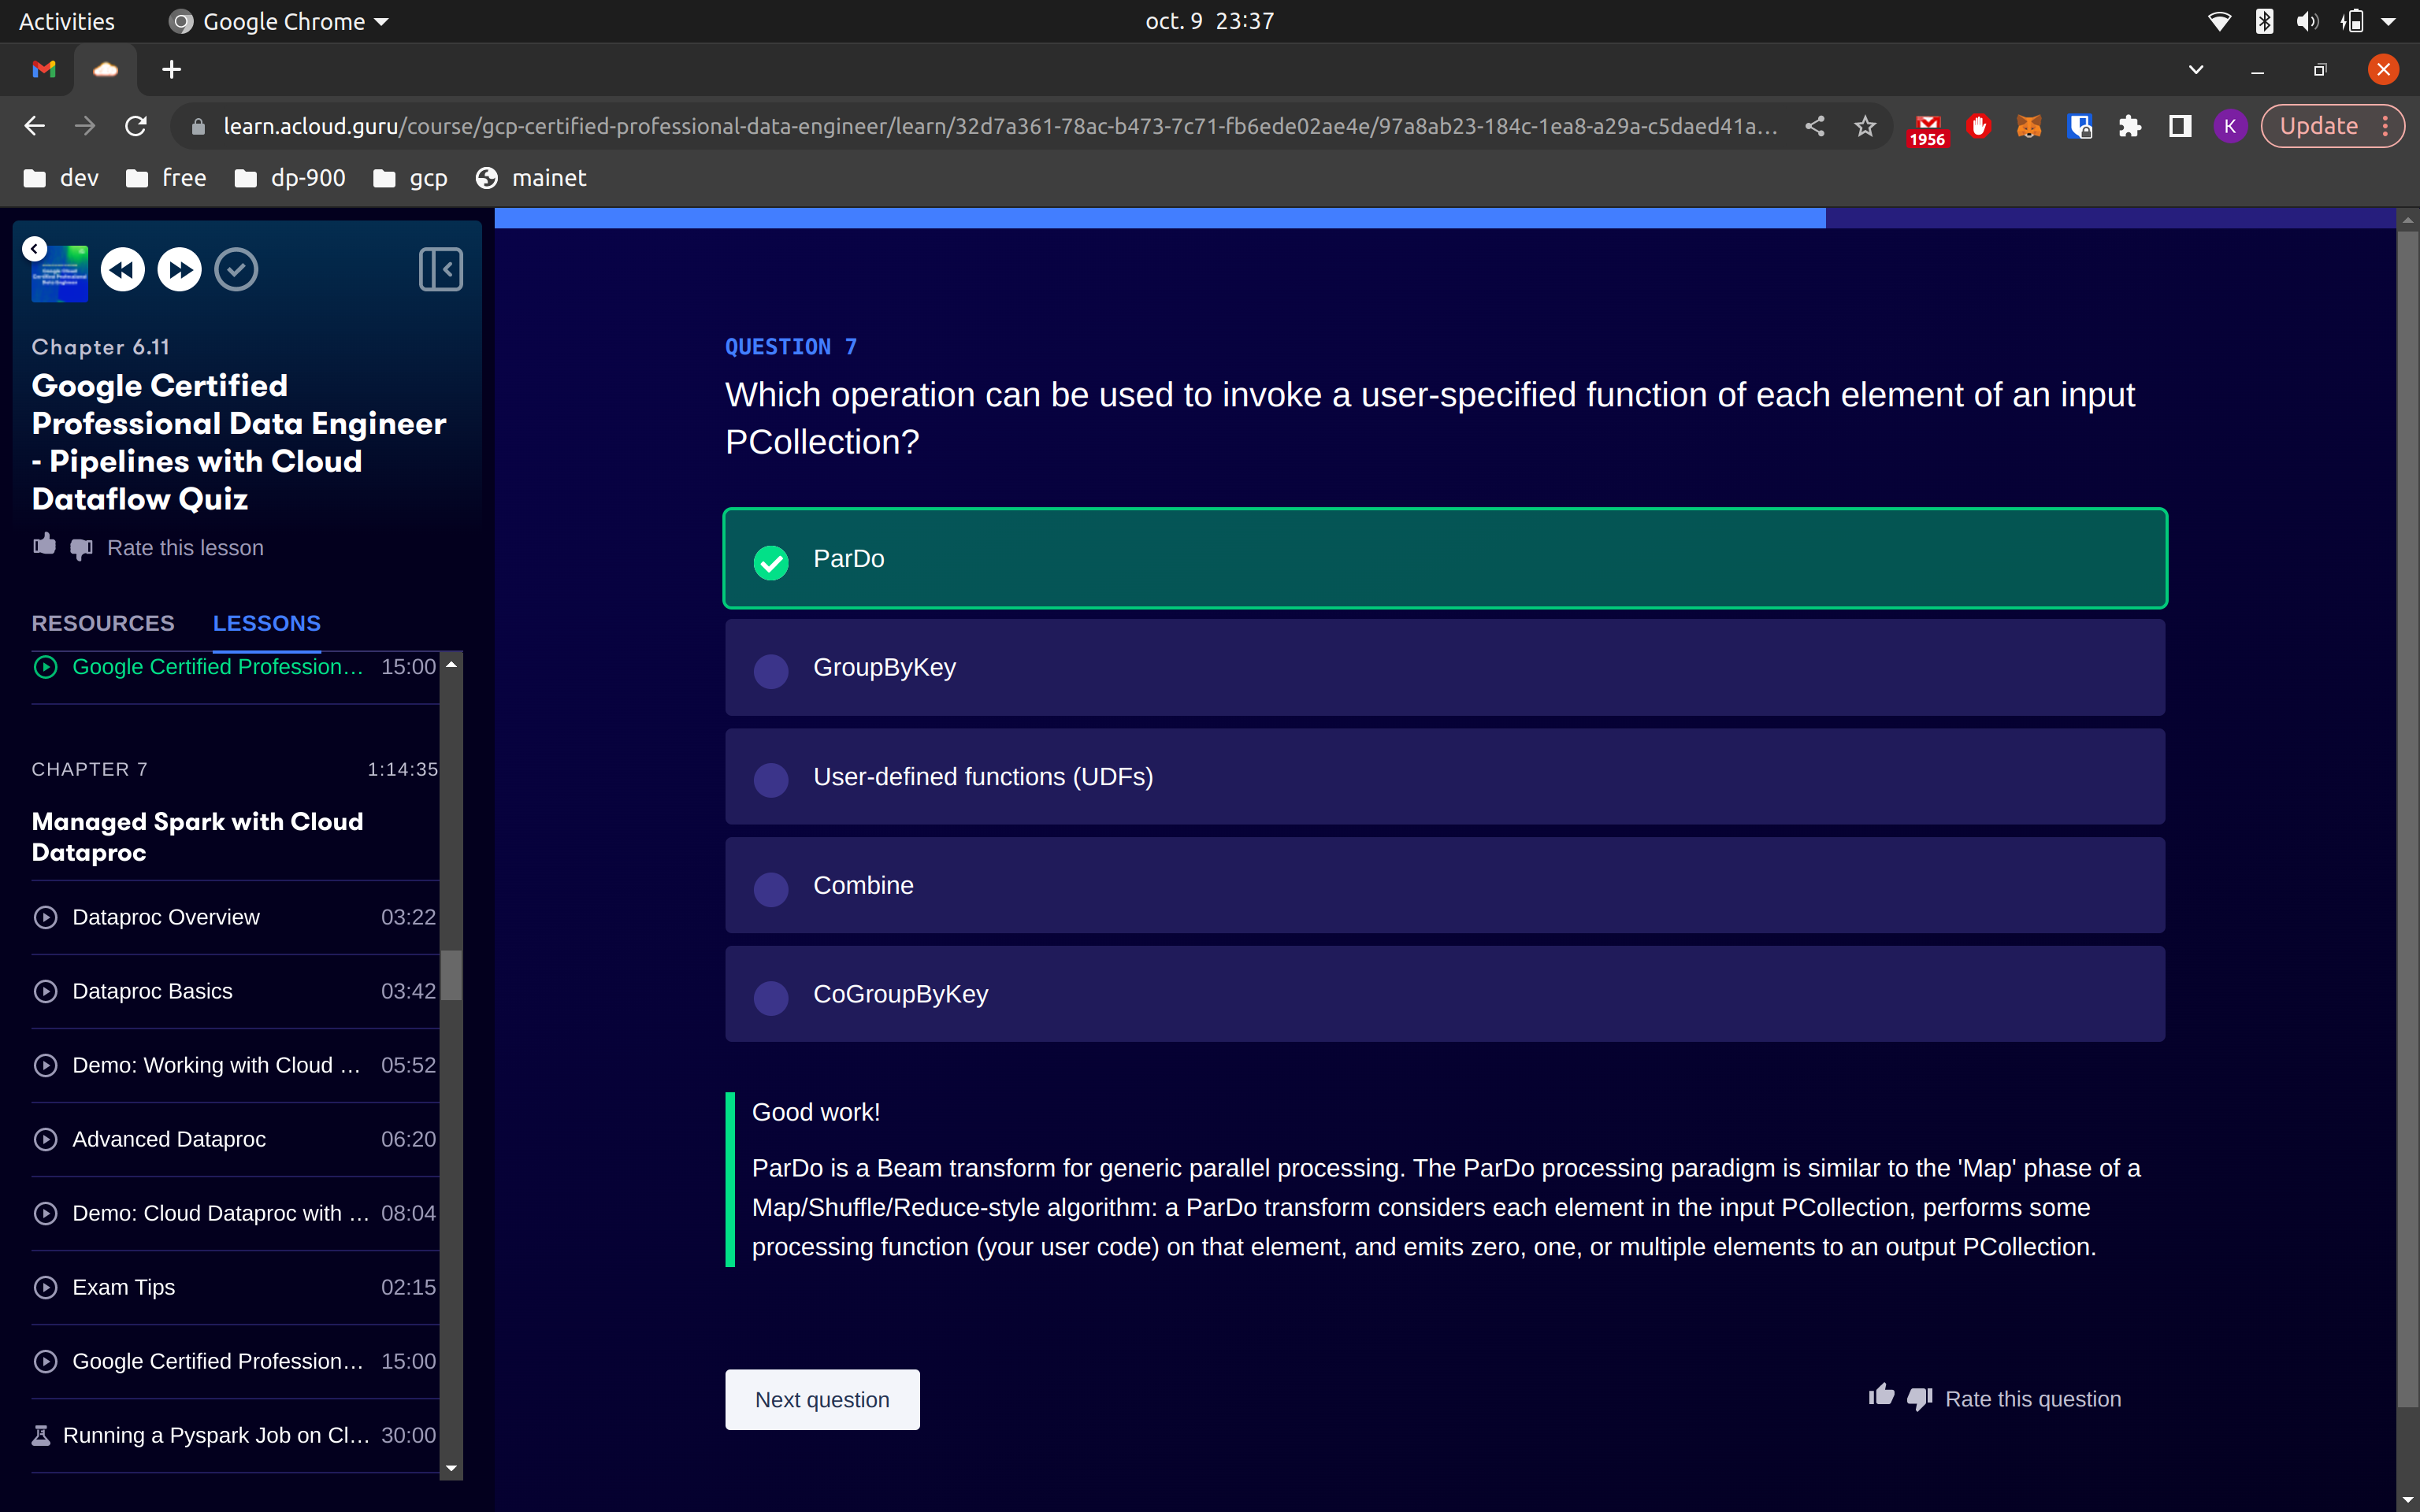 Activities
Google Chrome
oct. 9 23:37
learn.acloud.guru/course/gcp-certified-professional-data-engineer/learn/32d7a361-78ac-b473-7c71-fb6ede02ae4e/97a8ab23-184c-1ea8-a29a-c5daed41a...
1956
K
Update
dev
free
dp-900
gcp
mainet
Chapter 6.11
Google Certified
Professional Data Engineer
- Pipelines with Cloud
Dataflow Quiz
Rate this lesson
RESOURCES
LESSONS
Google Certified Profession... 15:00
CHAPTER 7 1:14:35
Managed Spark with Cloud
Dataproc
Dataproc Overview 03:22
Dataproc Basics 03:42
Demo: Working with Cloud ... 05:52
Advanced Dataproc 06:20
Demo: Cloud Dataproc with ... 08:04
Exam Tips 02:15
Google Certified Profession... 15:00
Running a Pyspark Job on Cl... 30:00
QUESTION 7
Which operation can be used to invoke a user-specified function of each element of an input
PCollection?
ParDo
GroupByKey
User-defined functions (UDFs)
Combine
CoGroupByKey
Good work!
ParDo is a Beam transform for generic parallel processing. The ParDo processing paradigm is similar to the 'Map' phase of a
Map/Shuffle/Reduce-style algorithm: a ParDo transform considers each element in the input PCollection, performs some
processing function (your user code) on that element, and emits zero, one, or multiple elements to an output PCollection.
Next question
Rate this question